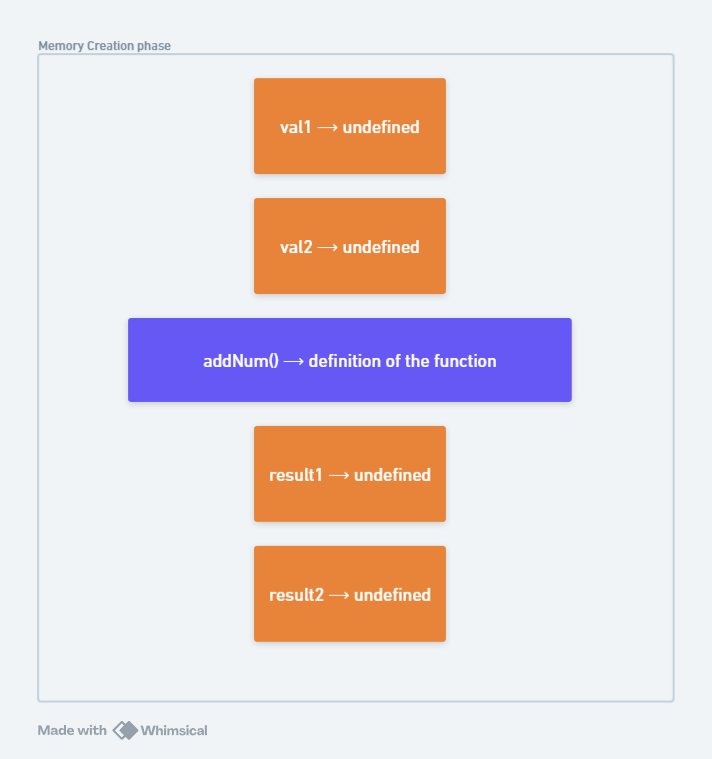 Memory Creation phase
val1 → undefined
val2 → undefined
addNum() → definition of the function
result1 → undefined
result2 → undefined
Made with Whimsical